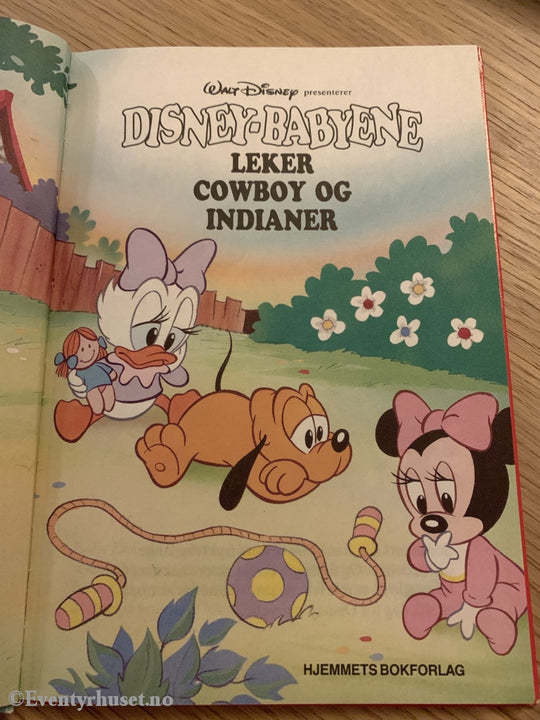 WALT DISNEY presenterer
DISNEY-BABYENE
LEKER
COWBOY OG
INDIANER
HJEMMETS BOKFORLAG
©Eventyrhuset.no